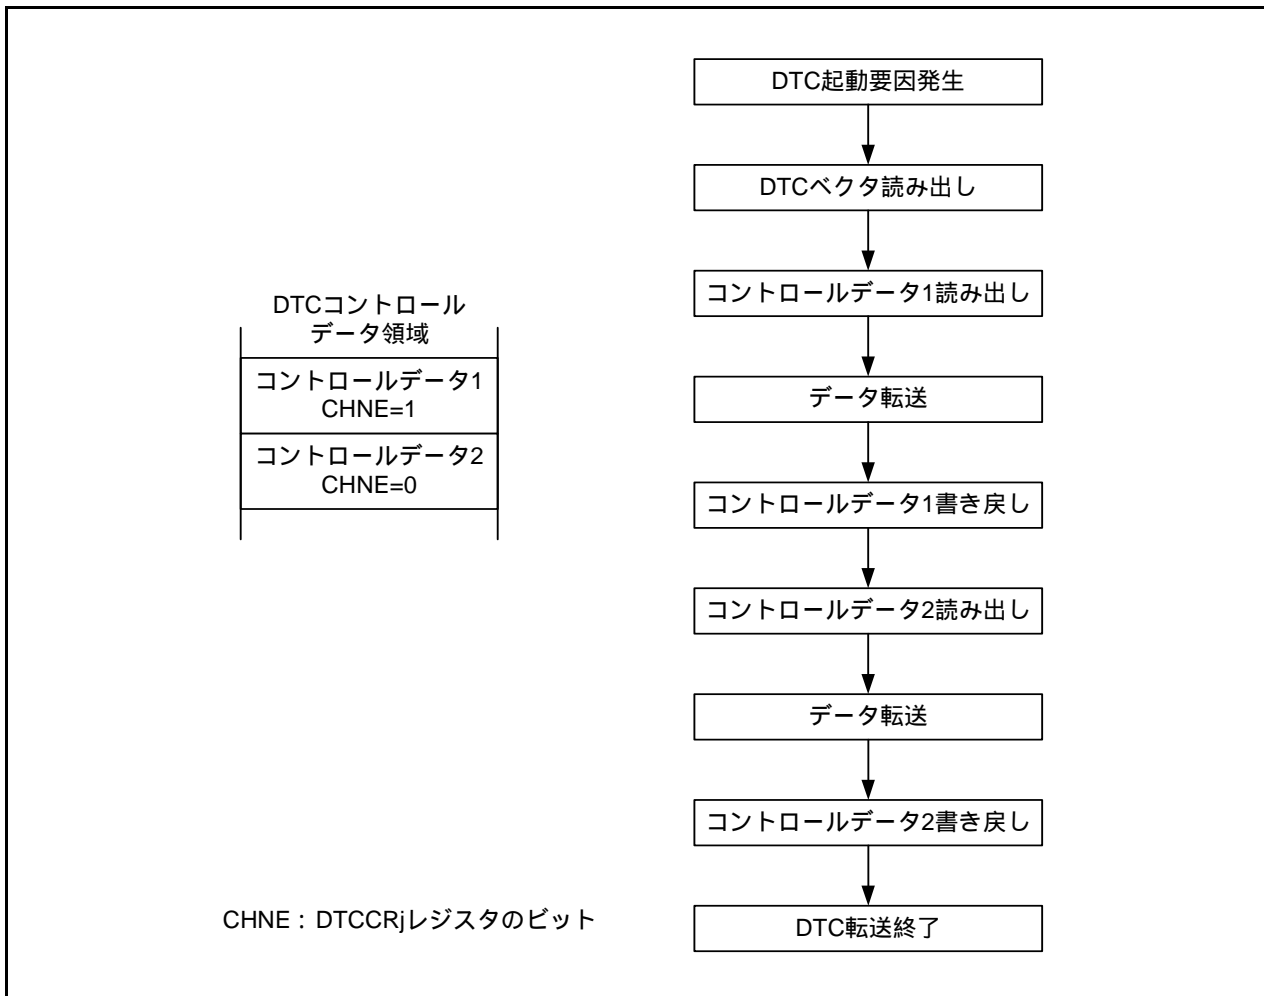 DTC起動要因発生
DTCベクタ読み出し
コントロールデータ1読み出し
データ転送
コントロールデータ1書き戻し
コントロールデータ2読み出し
データ転送
コントロールデータ2書き戻し
DTC転送終了
DTCコントロール
データ領域
コントロールデータ1
CHNE=1
コントロールデータ2
CHNE=0
CHNE：DTCCRjレジスタのビット